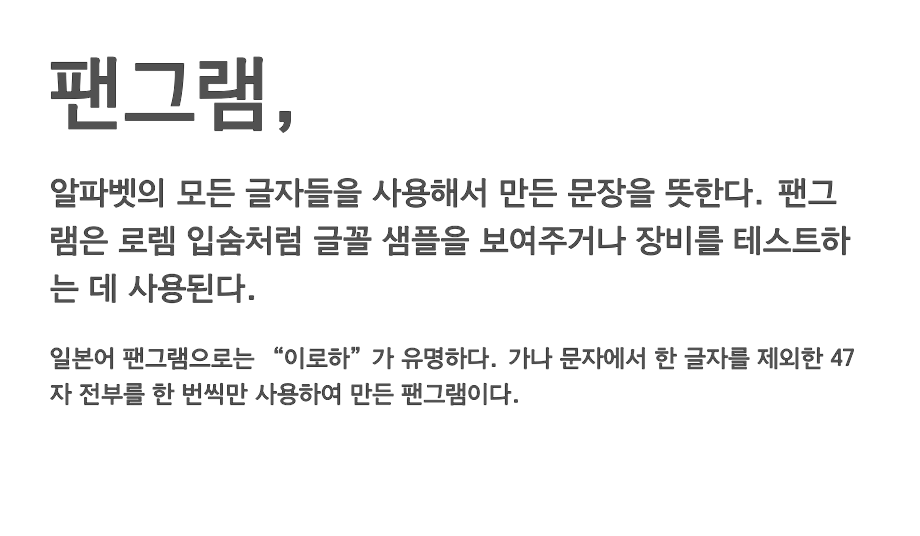 팬그램,
알파벳의 모든 글자들을 사용해서 만든 문장을 뜻한다. 팬그
램은 로렘 입숨처럼 글꼴 샘플을 보여주거나 장비를 테스트하
는 데 사용된다.
일본어 팬그램으로는 “이로하”가 유명하다. 가나 문자에서 한 글자를 제외한 47
자 전부를 한 번씩만 사용하여 만든 팬그램이다.